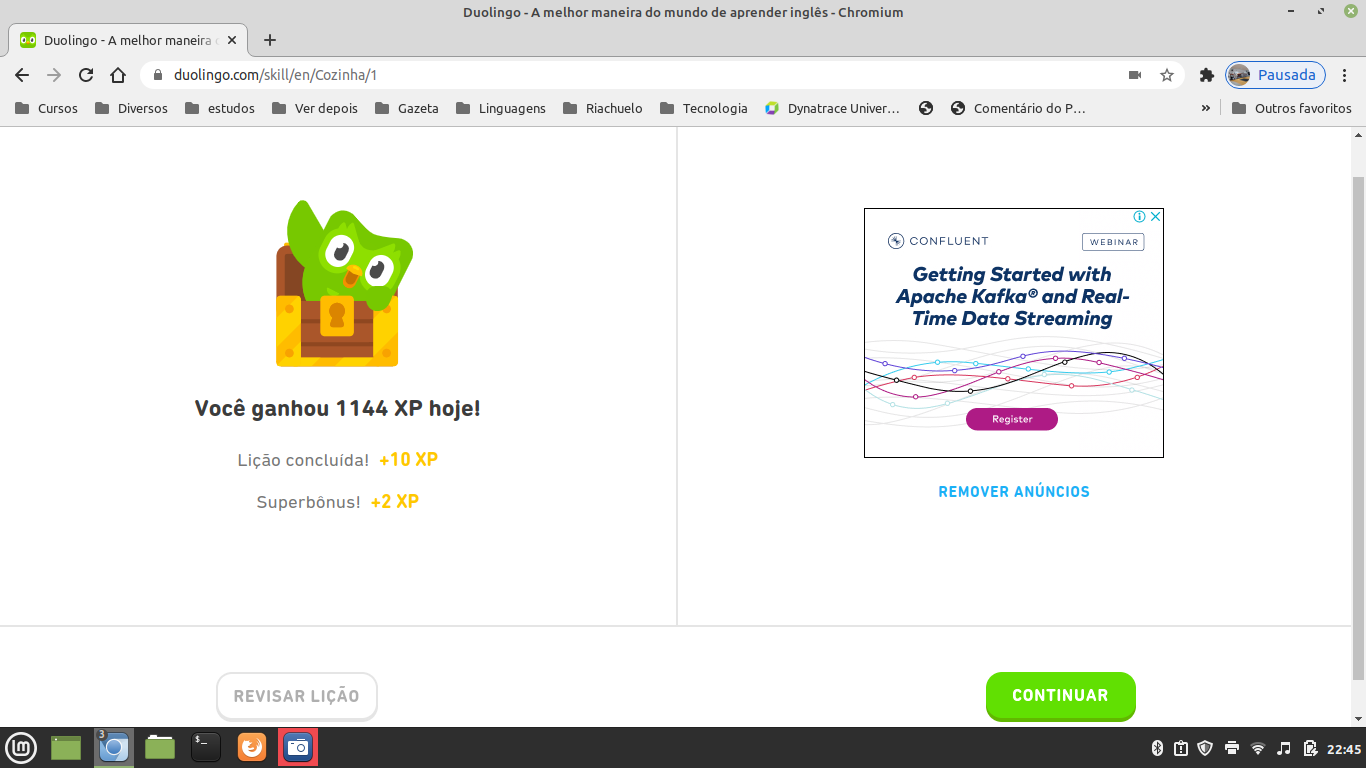 Duolingo - A melhor maneira do mundo de aprender inglês - Chromium
Duolingo - A melhor maneira
duolingo.com/skill/en/Cozinha/1
Pausada
Cursos
Diversos
estudos
Ver depois
Gazeta
Linguagens
Riachuelo
Tecnologia
Dynatrace Univer…
Comentário do P…
»
Outros favoritos
Você ganhou 1144 XP hoje!
Lição concluída! +10 XP
Superbônus! +2 XP
CONFLUENT
WEBINAR
Getting Started with
Apache Kafka® and Real-
Time Data Streaming
Register
REMOVER ANÚNCIOS
REVISAR LIÇÃO
CONTINUAR
3
$_
22:45